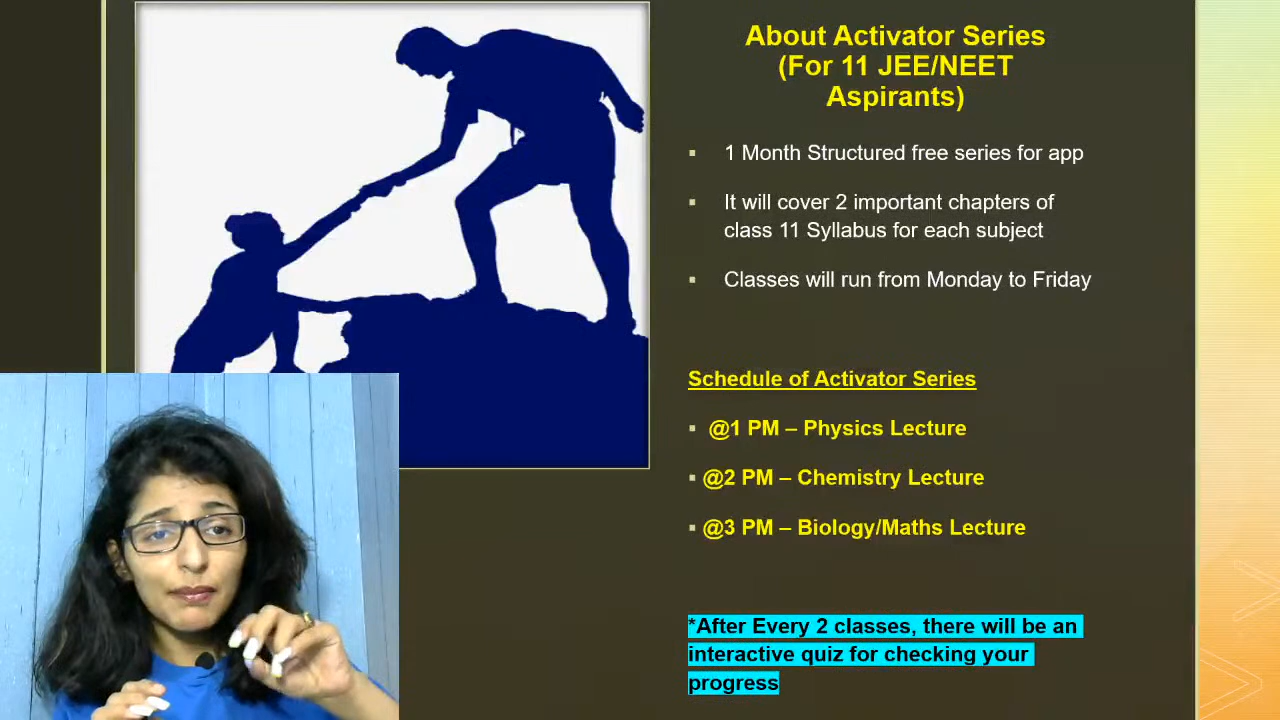 About Activator Series
(For 11 JEE/NEET
Aspirants)
▪ 1 Month Structured free series for app
▪ It will cover 2 important chapters of
class 11 Syllabus for each subject
▪ Classes will run from Monday to Friday
Schedule of Activator Series
▪ @1 PM – Physics Lecture
▪ @2 PM – Chemistry Lecture
▪ @3 PM – Biology/Maths Lecture
*After Every 2 classes, there will be an
interactive quiz for checking your
progress